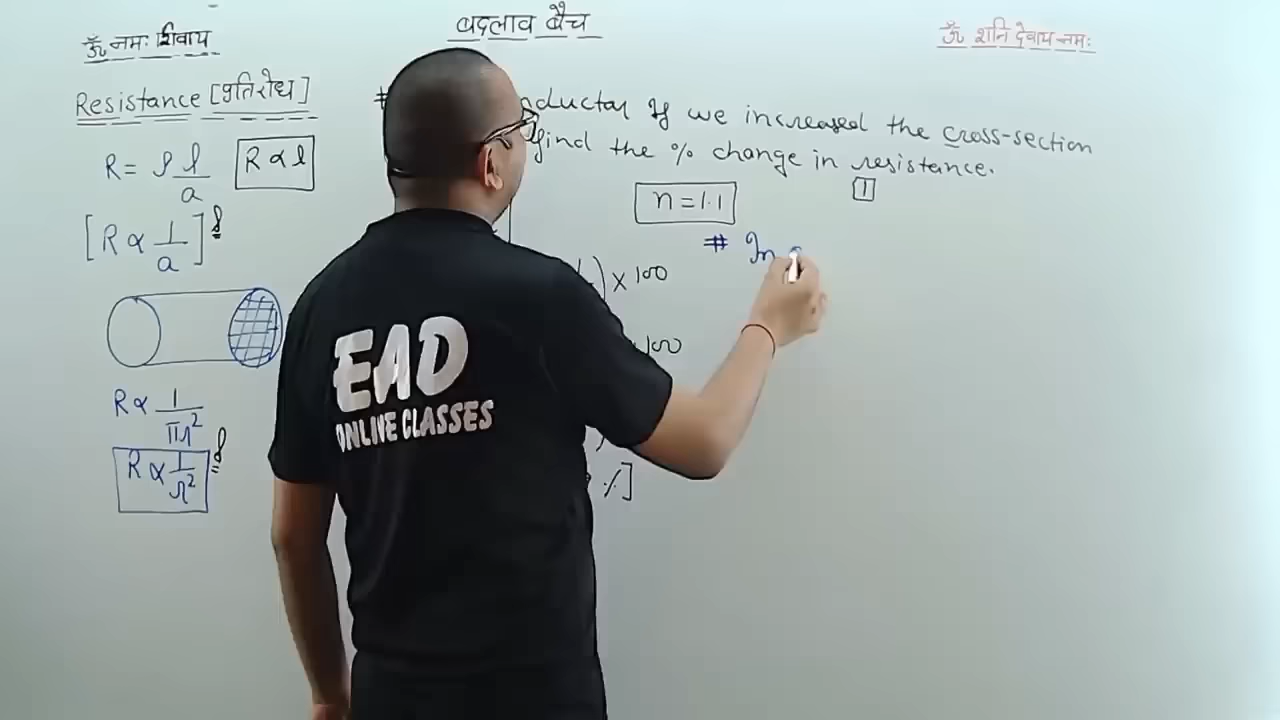 ॐ नमः शिवाय
बदलाव बैच
ॐ शनि देवाय नमः
Resistance [प्रतिरोध]
R = ρ l/a
R ∝ l
[R ∝ 1/a]
R ∝ 1/πr²
R ∝ 1/r²
# ductor If we increased the cross-section
find the % change in resistance.
1
n = 1.1
# In
) × 100
100
%]
EAD
ONLINE CLASSES